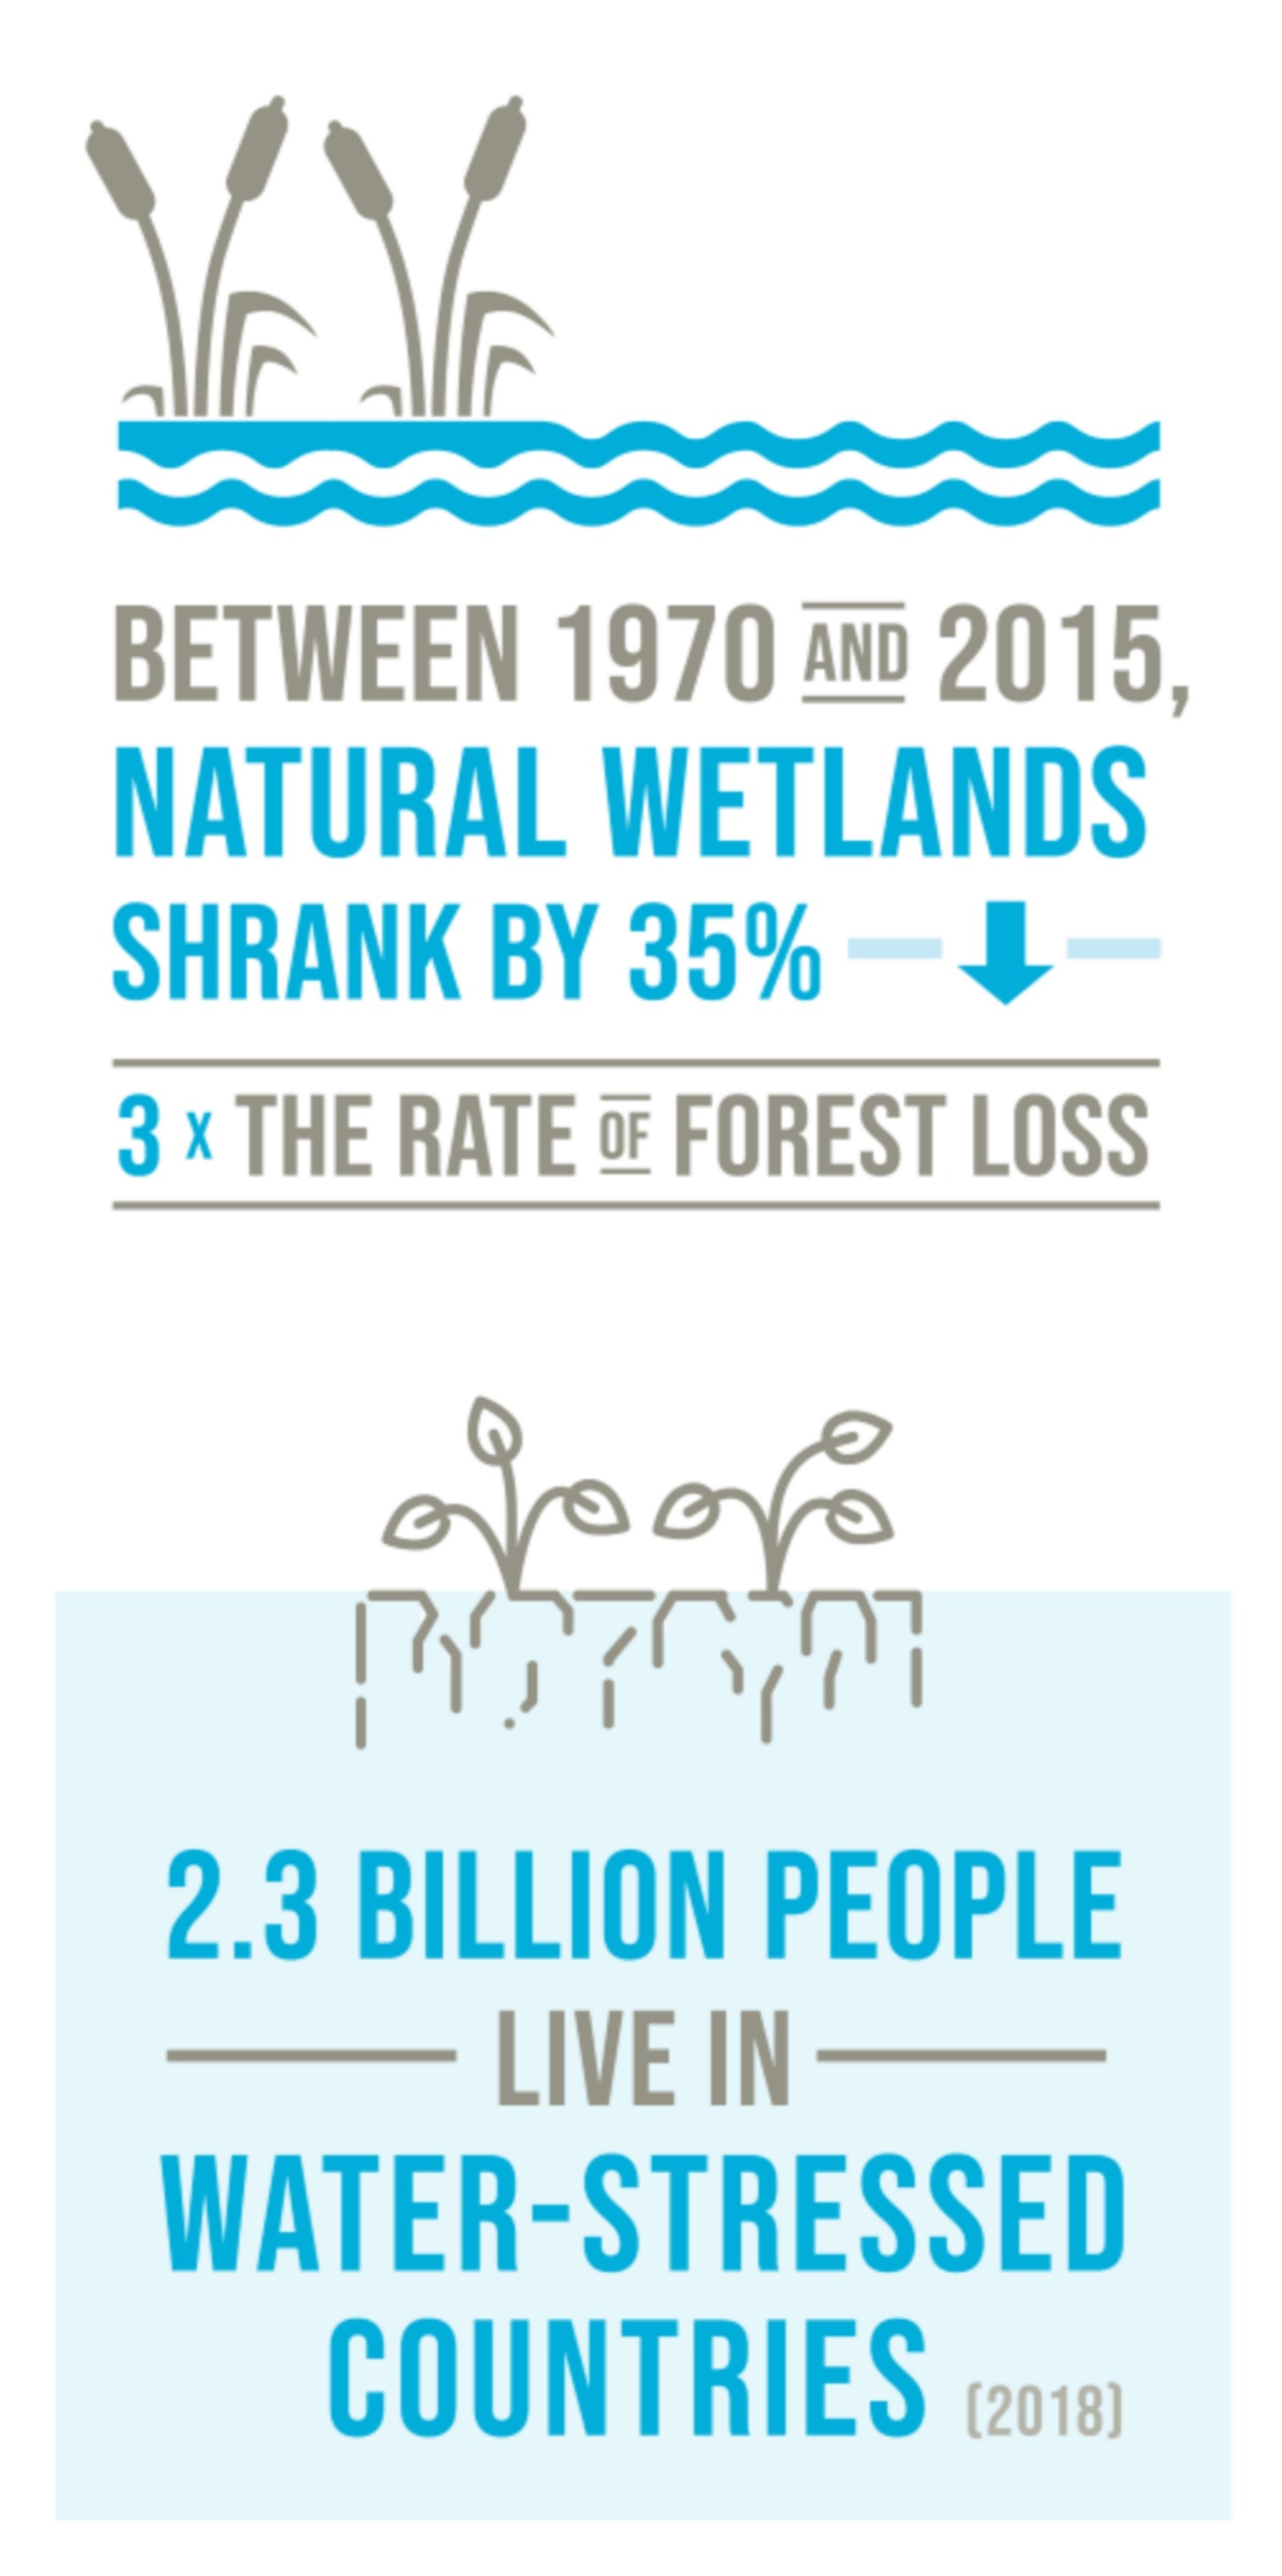 BETWEEN 1970 AND 2015,
NATURAL WETLANDS
SHRANK BY 35%
3 X THE RATE OF FOREST LOSS
2.3 BILLION PEOPLE
LIVE IN
WATER-STRESSED
COUNTRIES (2018)